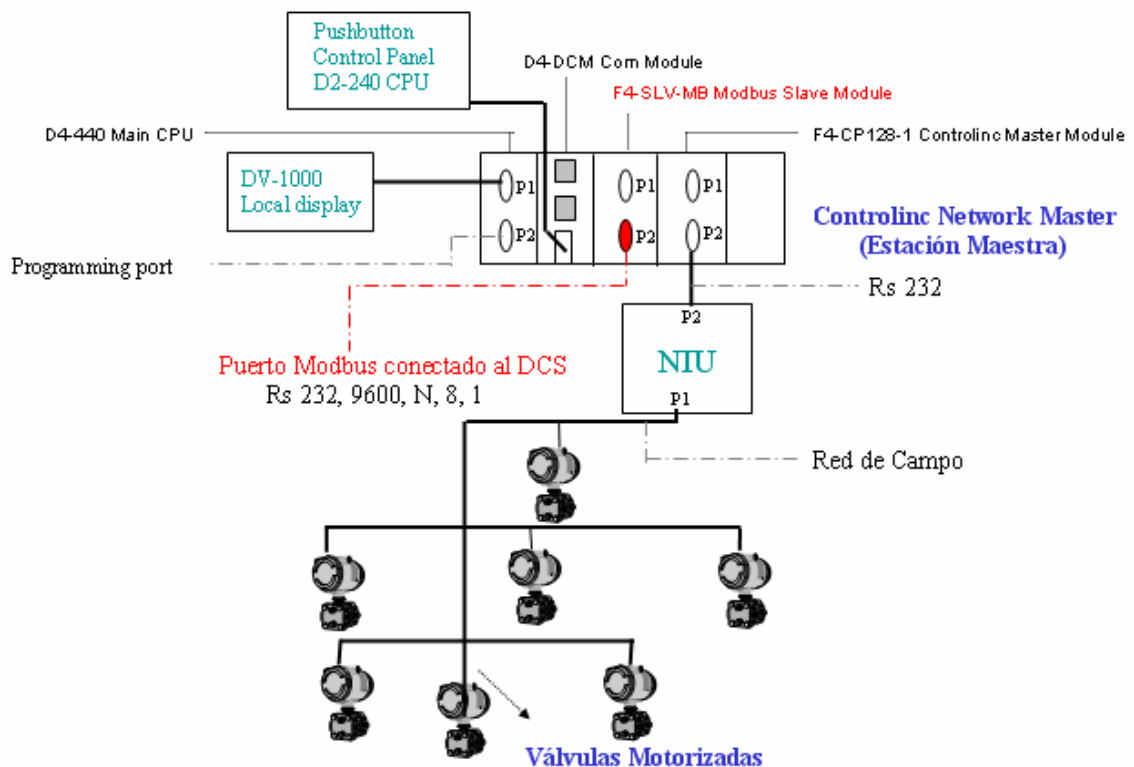 Pushbutton
Control Panel
D2-240 CPU
D4-DCM Com Module
F4-SLV-MB Modbus Slave Module
D4-440 Main CPU
F4-CP128-1 Controlinc Master Module
DV-1000
Local display
P1
P1
P1
P2
P2
P2
Controlinc Network Master
(Estación Maestra)
Programming port
Rs 232
P2
NTU
P1
Puerto Modbus conectado al DCS
Rs 232, 9600, N, 8, 1
Red de Campo
Válvulas Motorizadas